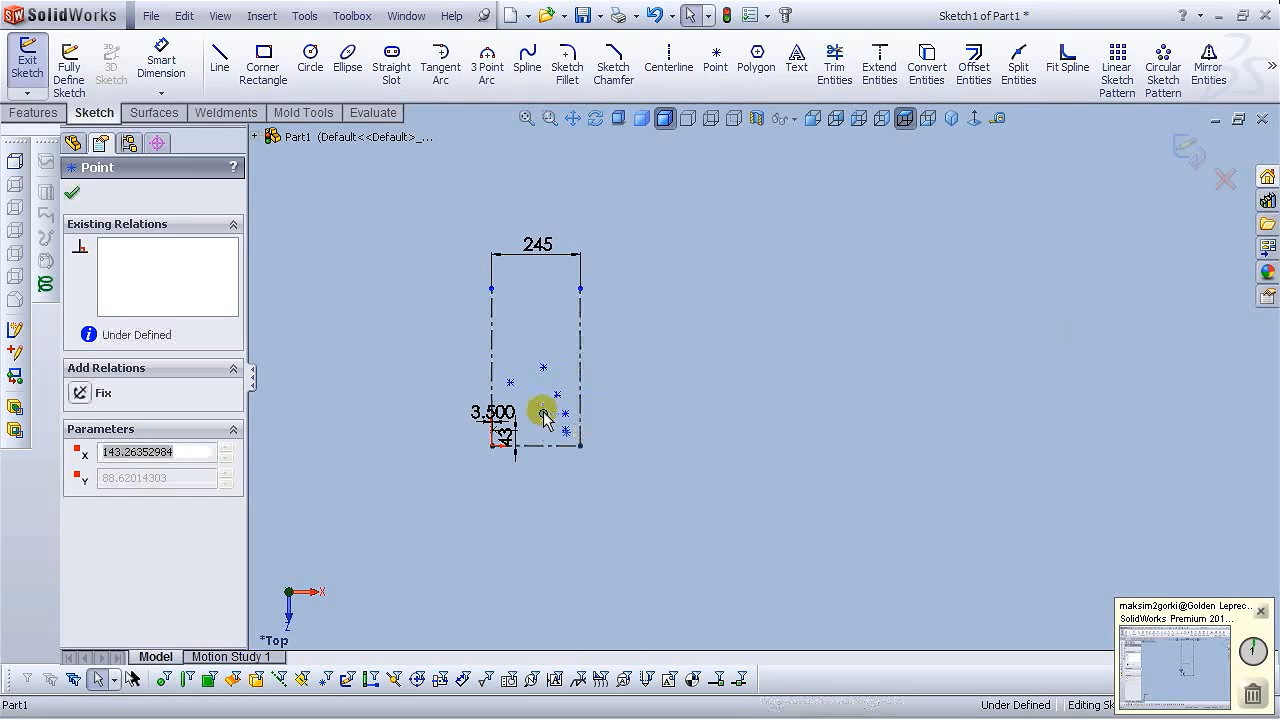 SW SolidWorks File Edit View Insert Tools Toolbox Window Help Sketch1 of Part1 *
Exit Sketch
Fully Define Sketch
3D Sketch
Smart Dimension
Line
Corner Rectangle
Circle
Ellipse
Straight Slot
Tangent Arc
3 Point Arc
Spline
Sketch Fillet
Sketch Chamfer
Centerline
Point
Polygon
Text
Trim Entities
Extend Entities
Convert Entities
Offset Entities
Split Entities
Fit Spline
Linear Sketch Pattern
Circular Sketch Pattern
Mirror Entities
Features Sketch Surfaces Weldments Mold Tools Evaluate
Part1 (Default<<Default>_...
Point ?
Existing Relations
Under Defined
Add Relations
Fix
Parameters
X 143.26352984
Y 88.62014303
245
3,500
43
X
Z
*Top
maksim2gorki@Golden Leprec...
SolidWorks Premium 201...
Model Motion Study 1
Part1 Under Defined Editing Sk